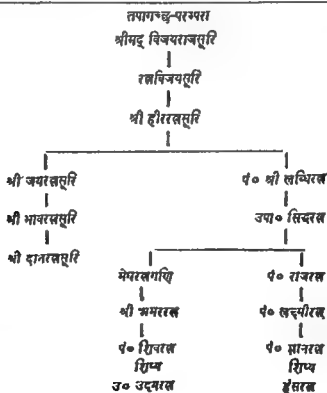 तपागच्छ-परम्परा
श्रीमद् विजयराजसूरि
रत्नविजयसूरि
श्री हीररत्नसूरि
श्री जयरत्नसूरि पं० श्री लब्धिरत्न
श्री भावरत्नसूरि उपा० सिद्धरत्न
श्री दानरत्नसूरि
मेघरत्नगणि पं० राजरत्न
श्री अमररत्न पं० लक्ष्मीरत्न
पं० शिवरत्न पं० ज्ञानरत्न
शिष्य शिष्य
उ० उदयरत्न हंसरत्न